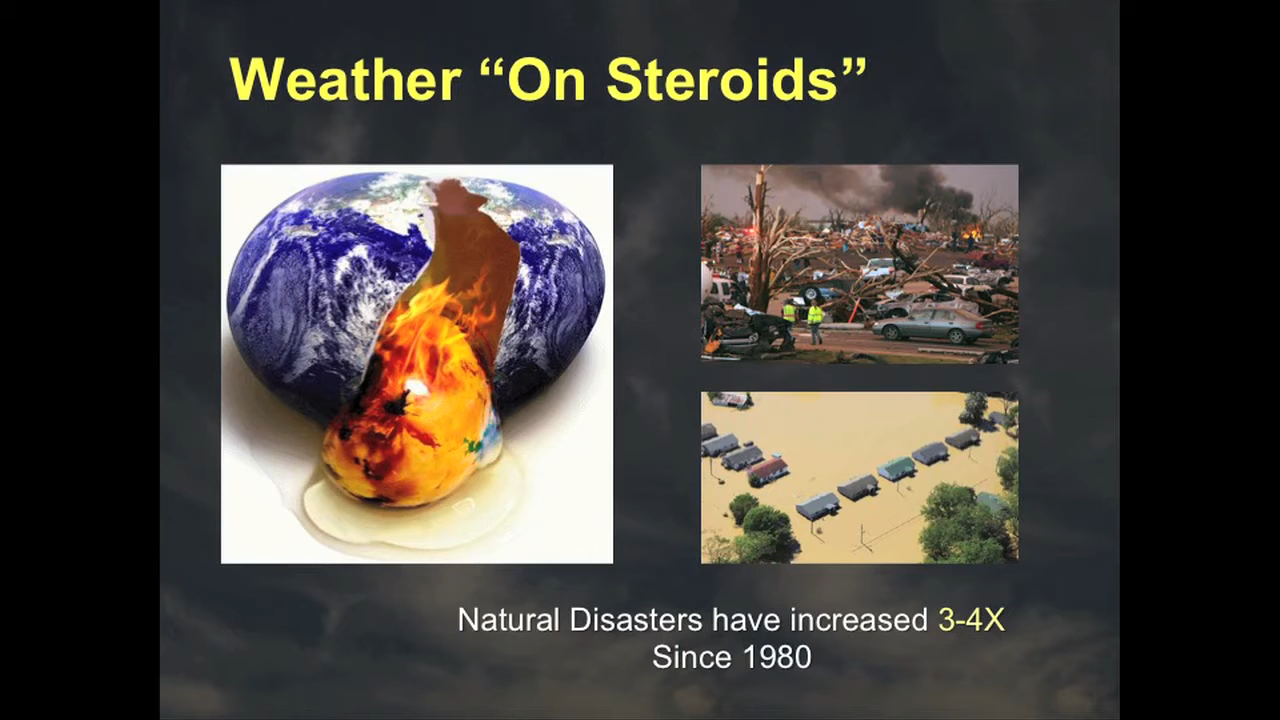 Weather “On Steroids”
Natural Disasters have increased 3-4X
Since 1980